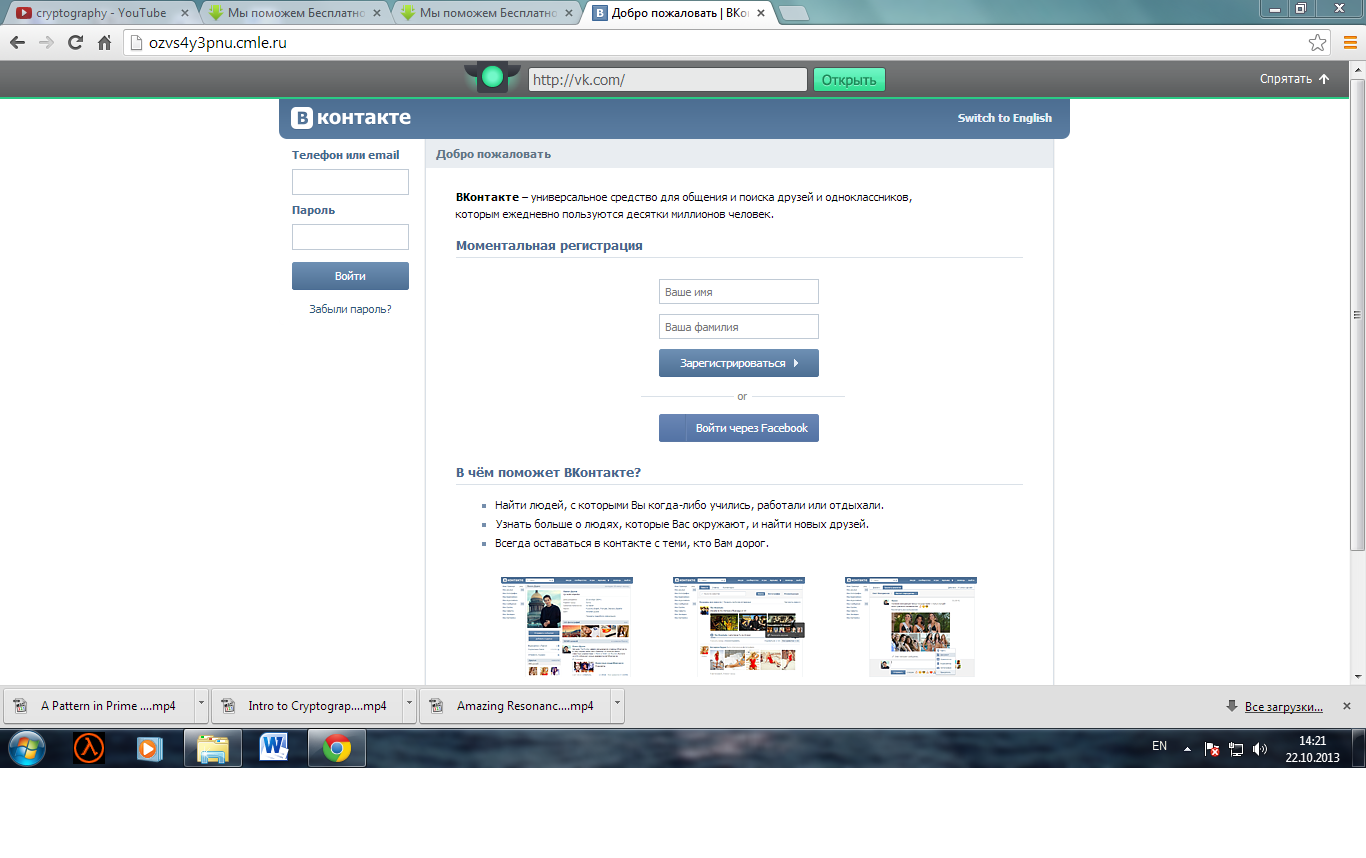 cryptography - YouTube
Мы поможем Бесплатно
Мы поможем Бесплатно
Добро пожаловать | ВКо
ozvs4y3pnu.cmle.ru
http://vk.com/
Открыть
Спрятать
В контакте
Switch to English
Телефон или email
Пароль
Войти
Забыли пароль?
Добро пожаловать
ВКонтакте – универсальное средство для общения и поиска друзей и одноклассников,
которым ежедневно пользуются десятки миллионов человек.
Моментальная регистрация
Ваше имя
Ваша фамилия
Зарегистрироваться
or
Войти через Facebook
В чём поможет ВКонтакте?
Найти людей, с которыми Вы когда-либо учились, работали или отдыхали.
Узнать больше о людях, которые Вас окружают, и найти новых друзей.
Всегда оставаться в контакте с теми, кто Вам дорог.
A Pattern in Prime ....mp4
Intro to Cryptograp....mp4
Amazing Resonanc....mp4
Все загрузки...
EN
14:21
22.10.2013